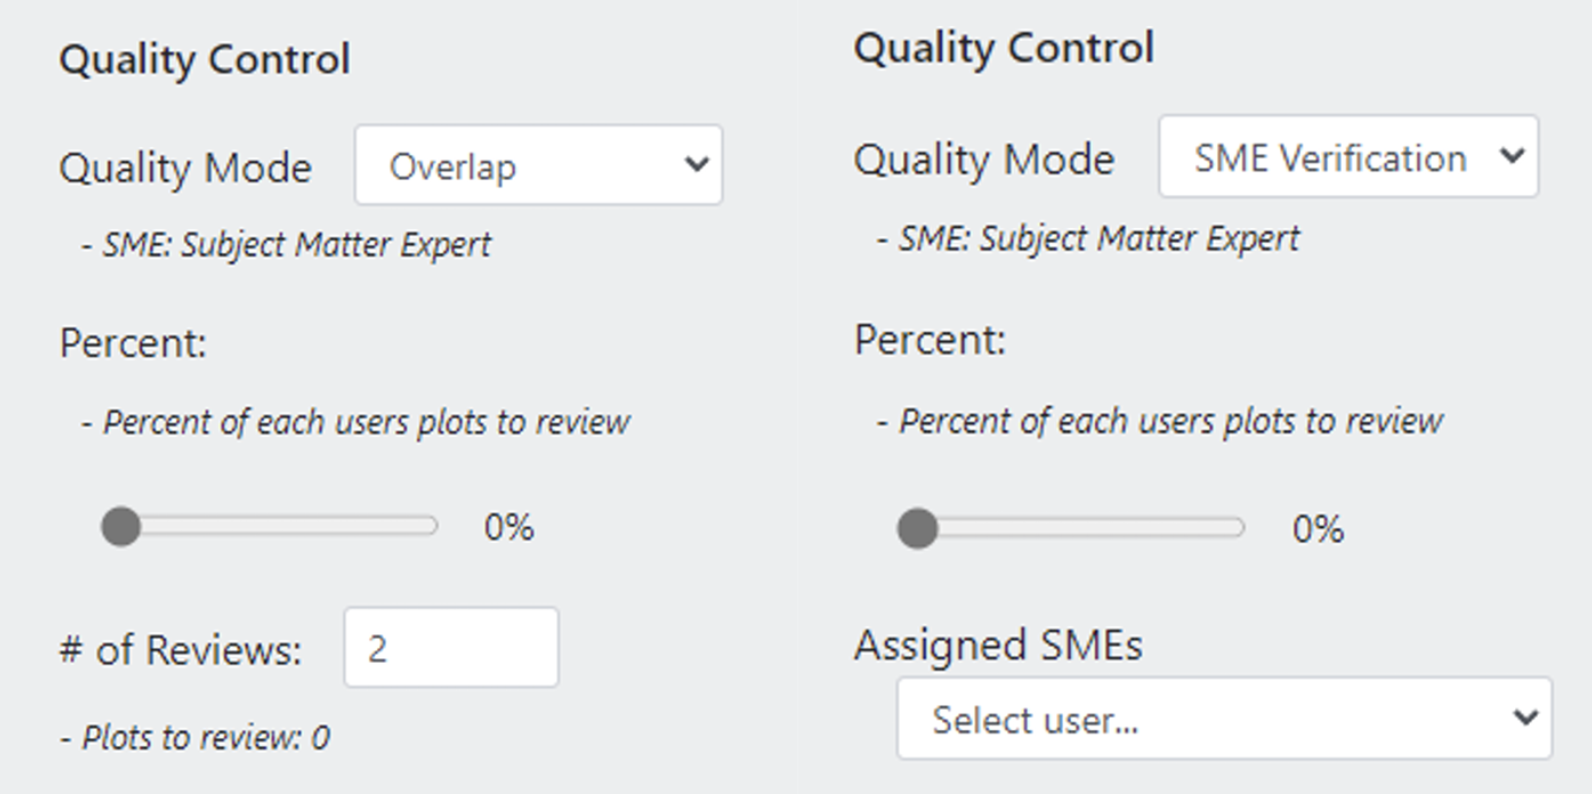 Quality Control
Quality Mode Overlap
- SME: Subject Matter Expert
Percent:
- Percent of each users plots to review
0%
# of Reviews: 2
- Plots to review: 0
Quality Control
Quality Mode SME Verification
- SME: Subject Matter Expert
Percent:
- Percent of each users plots to review
0%
Assigned SMEs
Select user...